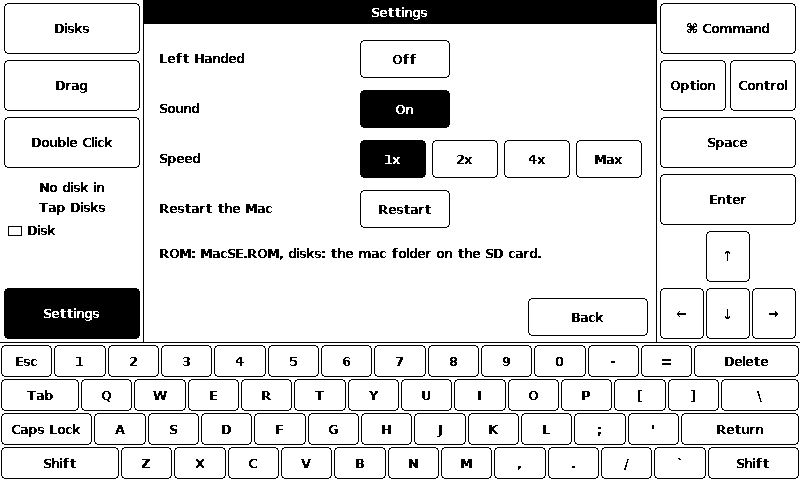 Settings
Disks
Drag
Double Click
No disk in
Tap Disks
Disk
Settings
Left Handed Off
Sound On
Speed 1x 2x 4x Max
Restart the Mac Restart
ROM: MacSE.ROM, disks: the mac folder on the SD card.
Back
⌘ Command
Option Control
Space
Enter
↑
← ↓ →
Esc 1 2 3 4 5 6 7 8 9 0 - = Delete
Tab Q W E R T Y U I O P [ ] \
Caps Lock A S D F G H J K L ; ' Return
Shift Z X C V B N M , . / ` Shift